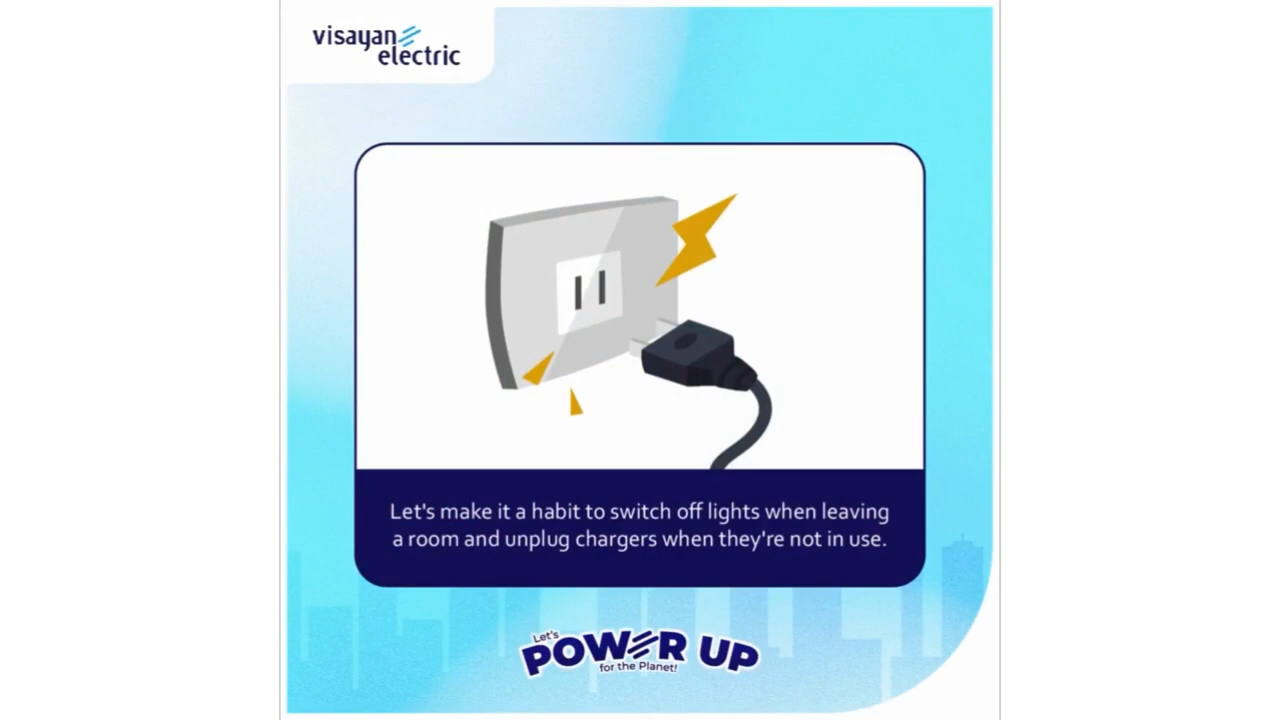 visayan
electric
Let's make it a habit to switch off lights when leaving
a room and unplug chargers when they're not in use.
Let's
POWER UP
for the Planet!